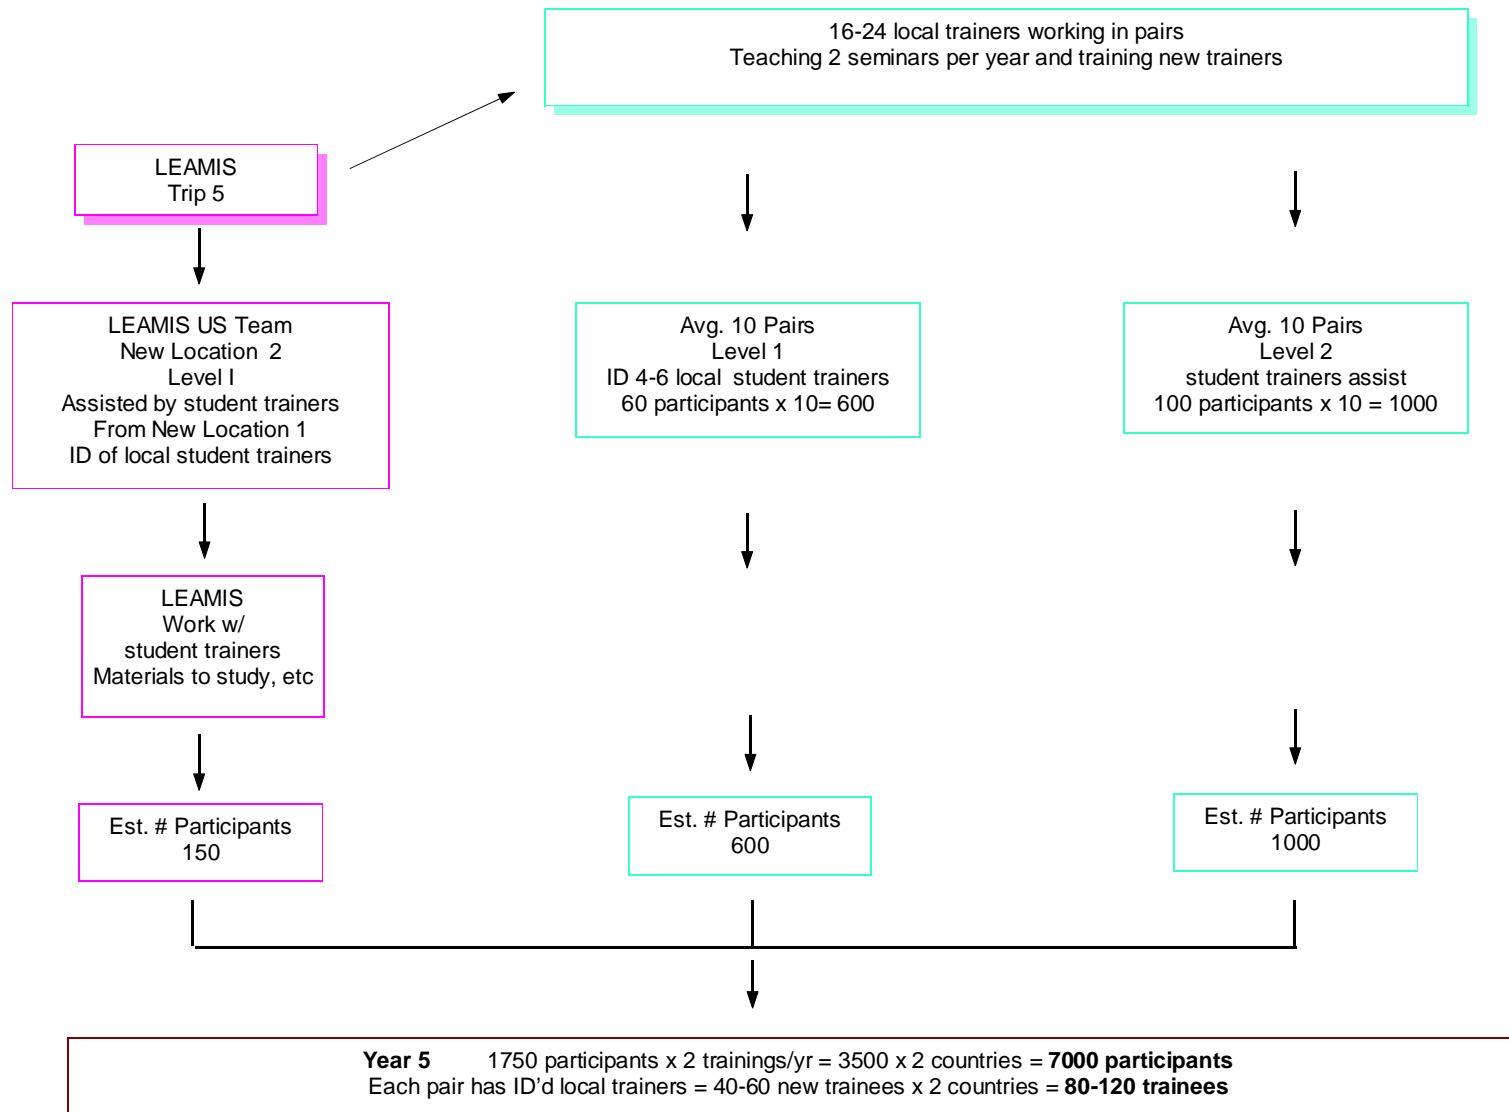 16-24 local trainers working in pairs
Teaching 2 seminars per year and training new trainers
LEAMIS
Trip 5
LEAMIS US Team
New Location 2
Level I
Assisted by student trainers
From New Location 1
ID of local student trainers
Avg. 10 Pairs
Level 1
ID 4-6 local student trainers
60 participants x 10= 600
Avg. 10 Pairs
Level 2
student trainers assist
100 participants x 10 = 1000
LEAMIS
Work w/
student trainers
Materials to study, etc
Est. # Participants
150
Est. # Participants
600
Est. # Participants
1000
Year 5 1750 participants x 2 trainings/yr = 3500 x 2 countries = 7000 participants
Each pair has ID’d local trainers = 40-60 new trainees x 2 countries = 80-120 trainees